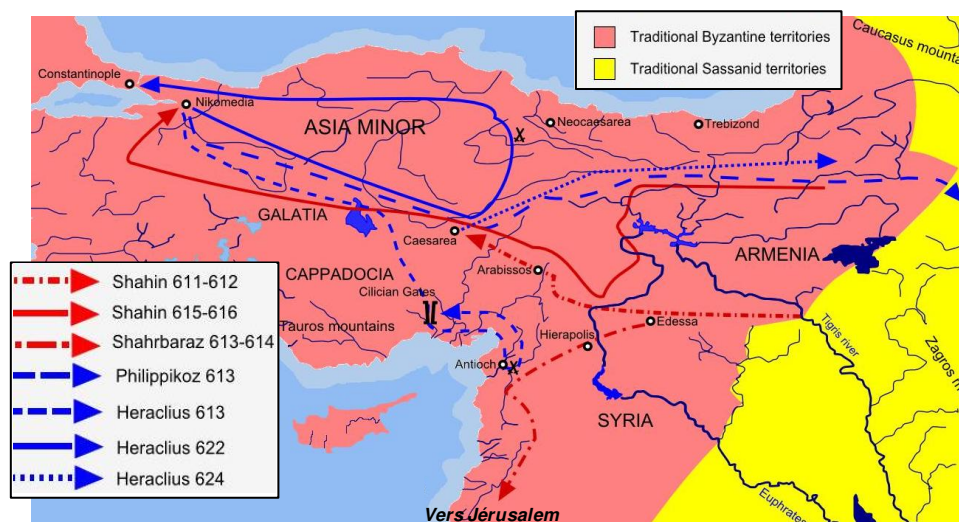 Traditional Byzantine territories
Traditional Sassanid territories
Caucasus mounta
Constantinople
Nikomedia
ASIA MINOR
Neocaesarea
Trebizond
GALATIA
Caesarea
ARMENIA
CAPPADOCIA
Arabissos
Cilician Gates
Tauros mountains
Hierapolis
Edessa
Antioch
Tigris river
Zagros m
SYRIA
Euphrates
Vers Jérusalem
Shahin 611-612
Shahin 615-616
Shahrbaraz 613-614
Philippikoz 613
Heraclius 613
Heraclius 622
Heraclius 624